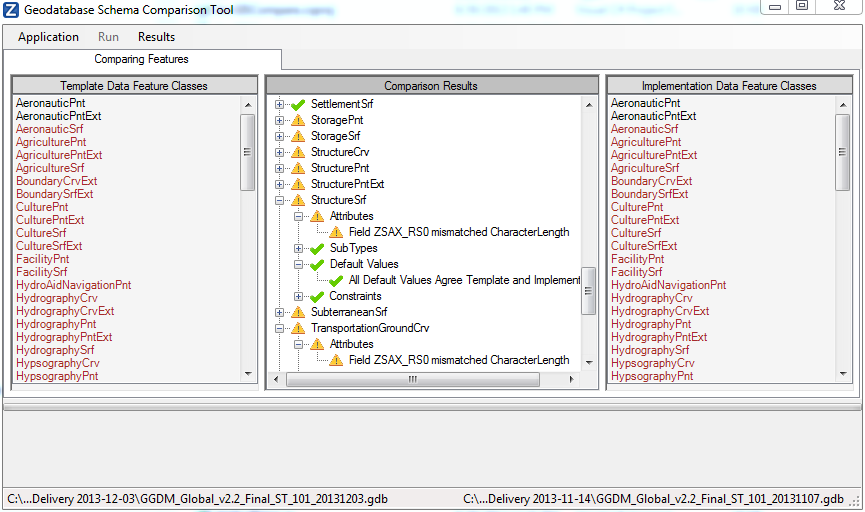 Geodatabase Schema Comparison Tool
Application Run Results
Comparing Features
Template Data Feature Classes
AeronauticPnt
AeronauticPntExt
AeronauticSrf
AgriculturePnt
AgriculturePntExt
AgricultureSrf
BoundaryCrvExt
BoundarySrfExt
CulturePnt
CulturePntExt
CultureSrf
CultureSrfExt
FacilityPnt
FacilitySrf
HydroAidNavigationPnt
HydrographyCrv
HydrographyCrvExt
HydrographyPnt
HydrographyPntExt
HydrographySrf
HypsographyCrv
HypsographyPnt
Comparison Results
SettlementSrf
StoragePnt
StorageSrf
StructureCrv
StructurePnt
StructurePntExt
StructureSrf
Attributes
Field ZSAX_RS0 mismatched CharacterLength
SubTypes
Default Values
All Default Values Agree Template and Implement
Constraints
SubterraneanSrf
TransportationGroundCrv
Attributes
Field ZSAX_RS0 mismatched CharacterLength
Implementation Data Feature Classes
AeronauticPnt
AeronauticPntExt
AeronauticSrf
AgriculturePnt
AgriculturePntExt
AgricultureSrf
BoundaryCrvExt
BoundarySrfExt
CulturePnt
CulturePntExt
CultureSrf
CultureSrfExt
FacilityPnt
FacilitySrf
HydroAidNavigationPnt
HydrographyCrv
HydrographyCrvExt
HydrographyPnt
HydrographyPntExt
HydrographySrf
HypsographyCrv
HypsographyPnt
C:\...Delivery 2013-12-03\GGDM_Global_v2.2_Final_ST_101_20131203.gdb
C:\...Delivery 2013-11-14\GGDM_Global_v2.2_Final_ST_101_20131107.gdb